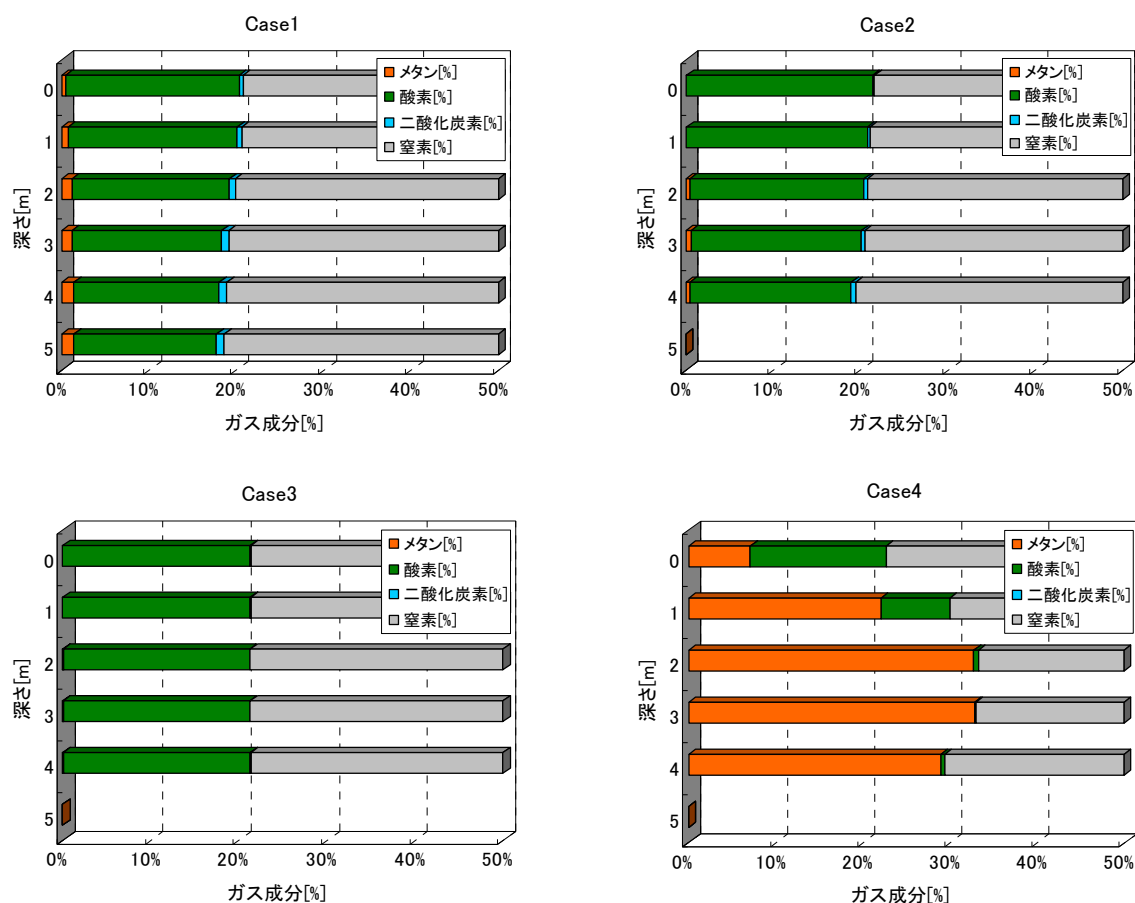 Case1
メタン[%]
酸素[%]
二酸化炭素[%]
窒素[%]
深さ[m]
0
1
2
3
4
5
0% 10% 20% 30% 40% 50%
ガス成分[%]
Case2
メタン[%]
酸素[%]
二酸化炭素[%]
窒素[%]
深さ[m]
0
1
2
3
4
5
0% 10% 20% 30% 40% 50%
ガス成分[%]
Case3
メタン[%]
酸素[%]
二酸化炭素[%]
窒素[%]
深さ[m]
0
1
2
3
4
5
0% 10% 20% 30% 40% 50%
ガス成分[%]
Case4
メタン[%]
酸素[%]
二酸化炭素[%]
窒素[%]
深さ[m]
0
1
2
3
4
5
0% 10% 20% 30% 40% 50%
ガス成分[%]